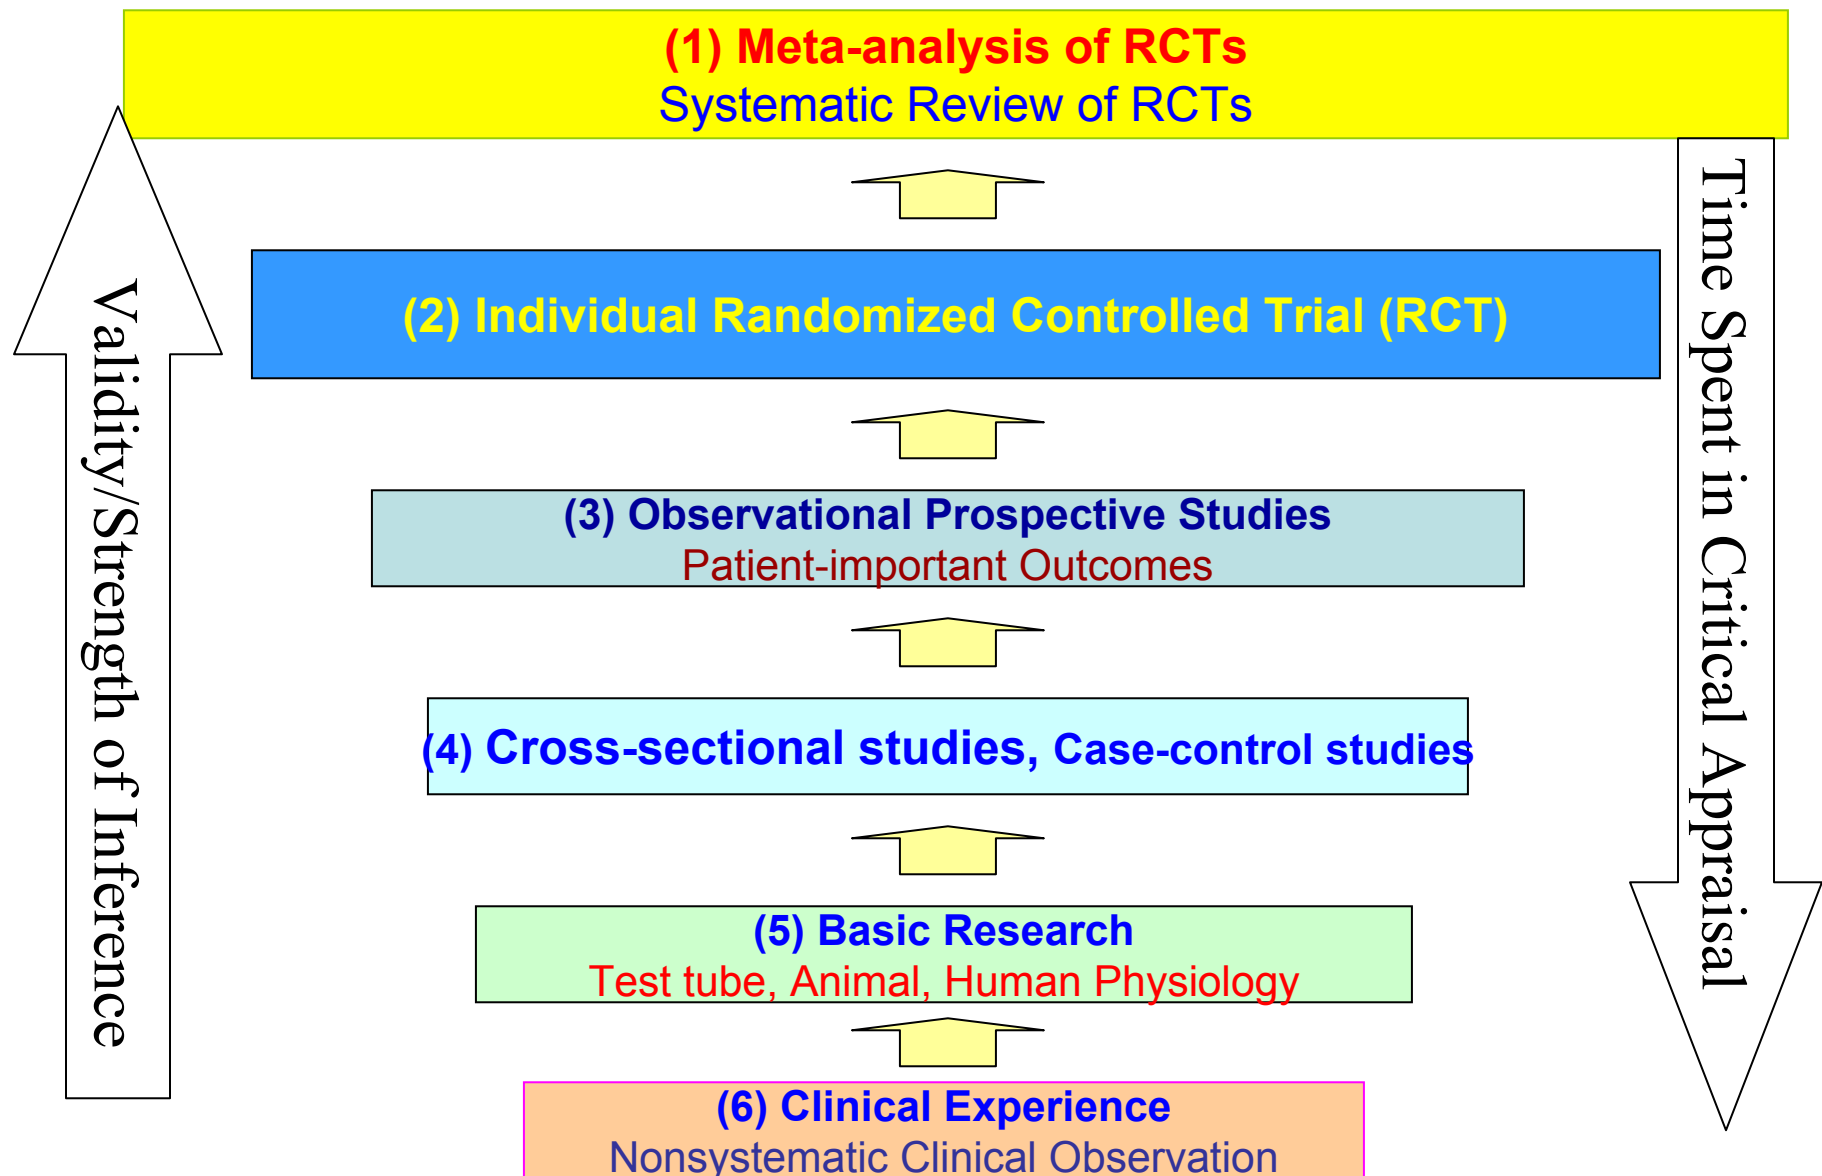 (1) Meta-analysis of RCTs
Systematic Review of RCTs
Validity/Strength of Inference
Time Spent in Critical Appraisal
(2) Individual Randomized Controlled Trial (RCT)
(3) Observational Prospective Studies
Patient-important Outcomes
(4) Cross-sectional studies, Case-control studies
(5) Basic Research
Test tube, Animal, Human Physiology
(6) Clinical Experience
Nonsystematic Clinical Observation